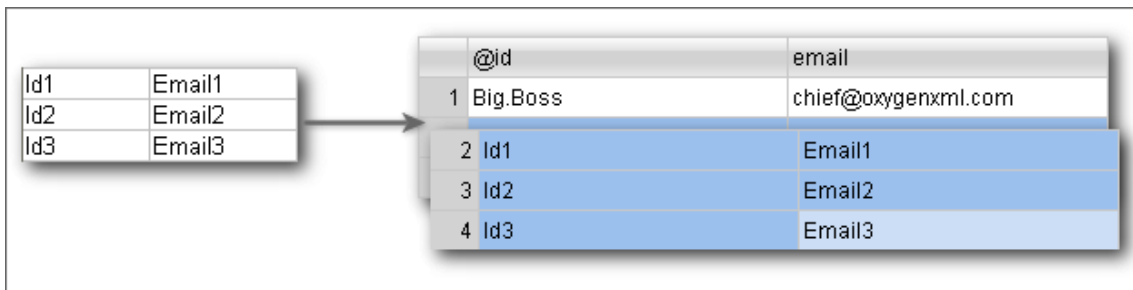 Id1 Email1
Id2 Email2
Id3 Email3
@id email
1 Big.Boss chief@oxygenxml.com
2 Id1 Email1
3 Id2 Email2
4 Id3 Email3